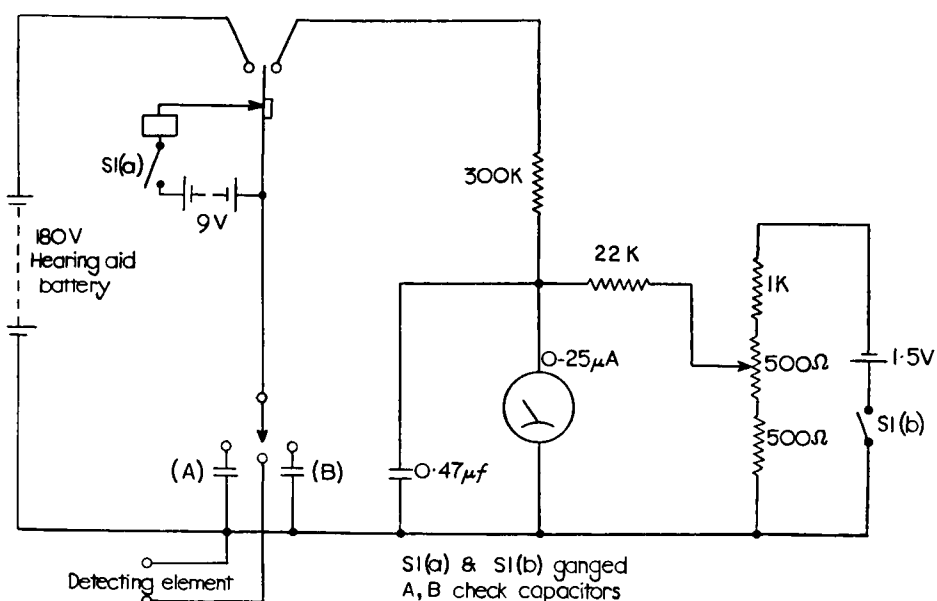 S1(a)
9V
180V
Hearing aid
battery
300K
22K
1K
0-25µA
500Ω
1·5V
S1(b)
500Ω
(A)
(B)
0·47µf
Detecting element
S1(a) & S1(b) ganged
A, B check capacitors